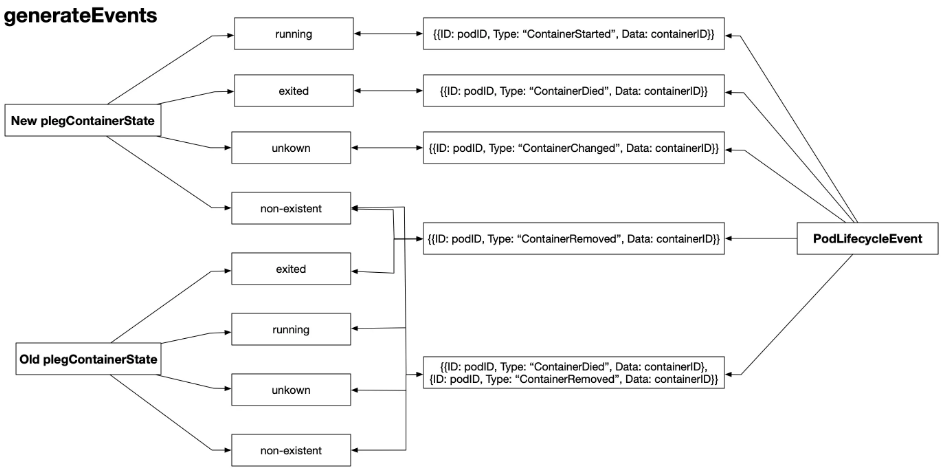 generateEvents
running
{{ID: podID, Type: “ContainerStarted”, Data: containerID}}
exited
{{ID: podID, Type: “ContainerDied”, Data: containerID}}
New plegContainerState
unkown
{{ID: podID, Type: “ContainerChanged”, Data: containerID}}
non-existent
{{ID: podID, Type: “ContainerRemoved”, Data: containerID}}
PodLifecycleEvent
exited
running
Old plegContainerState
{{ID: podID, Type: “ContainerDied”, Data: containerID},
{ID: podID, Type: “ContainerRemoved”, Data: containerID}}
unkown
non-existent